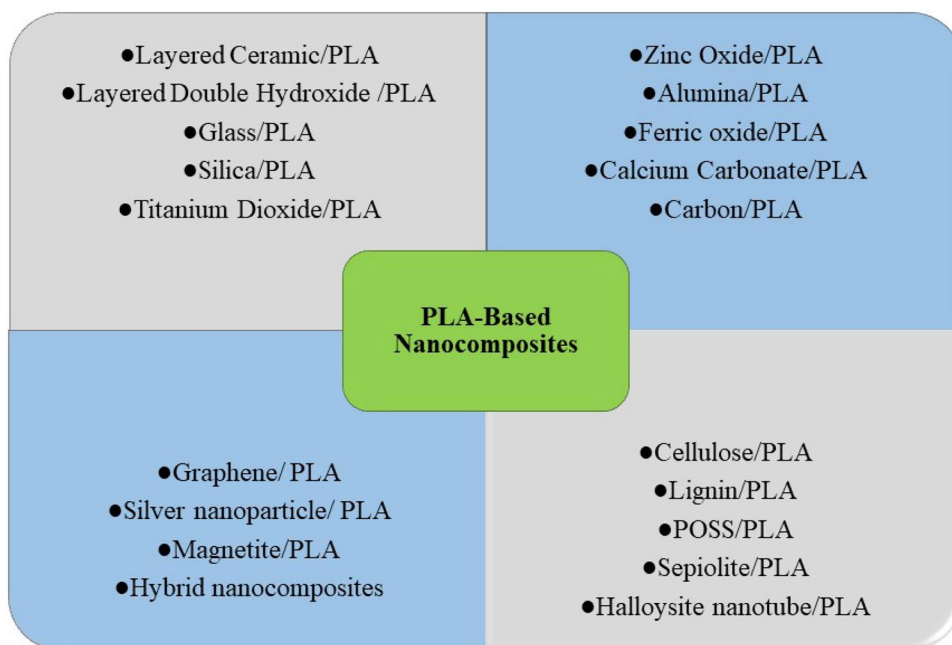 ●Layered Ceramic/PLA
●Layered Double Hydroxide /PLA
●Glass/PLA
●Silica/PLA
●Titanium Dioxide/PLA
●Zinc Oxide/PLA
●Alumina/PLA
●Ferric oxide/PLA
●Calcium Carbonate/PLA
●Carbon/PLA
PLA-Based
Nanocomposites
●Graphene/ PLA
●Silver nanoparticle/ PLA
●Magnetite/PLA
●Hybrid nanocomposites
●Cellulose/PLA
●Lignin/PLA
●POSS/PLA
●Sepiolite/PLA
●Halloysite nanotube/PLA